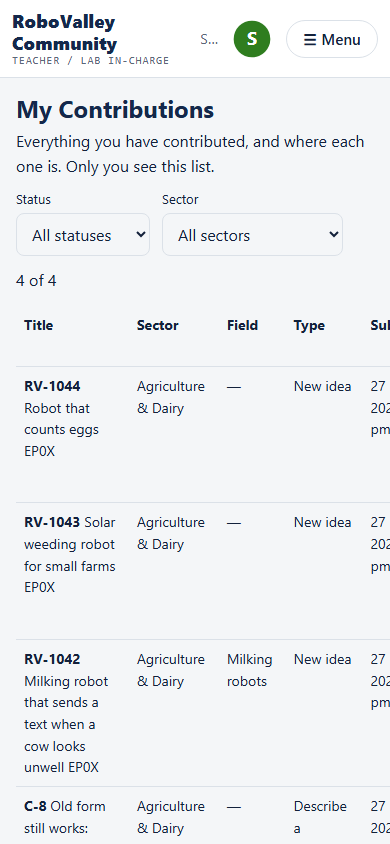 RoboValley
Community
TEACHER / LAB IN-CHARGE
S...
S
☰ Menu
My Contributions
Everything you have contributed, and where each
one is. Only you see this list.
Status
Sector
All statuses
All sectors
4 of 4
Title
Sector
Field
Type
RV-1044
Robot that
counts eggs
EP0X
Agriculture
& Dairy
—
New idea
27
pm
RV-1043 Solar
weeding robot
for small farms
EP0X
Agriculture
& Dairy
—
New idea
27
pm
RV-1042
Milking robot
that sends a
text when a
cow looks
unwell EP0X
Agriculture
& Dairy
Milking
robots
New idea
27
pm
C-8 Old form
still works:
Agriculture
& Dairy
—
Describe
a
27